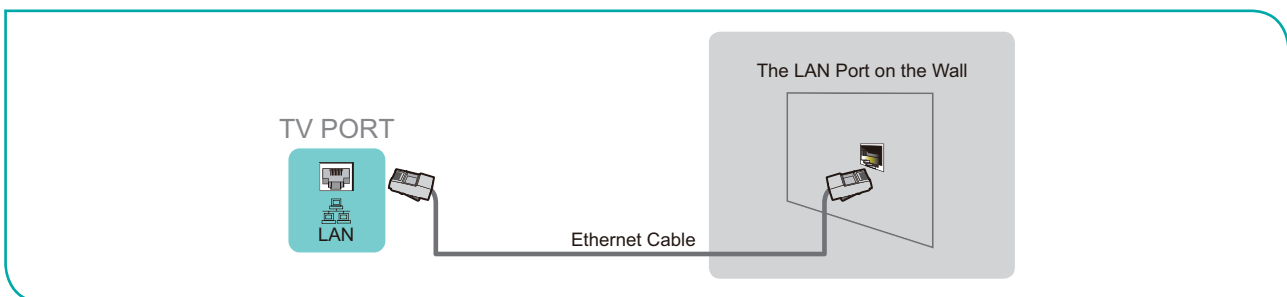 The LAN Port on the Wall
TV PORT
LAN
Ethernet Cable